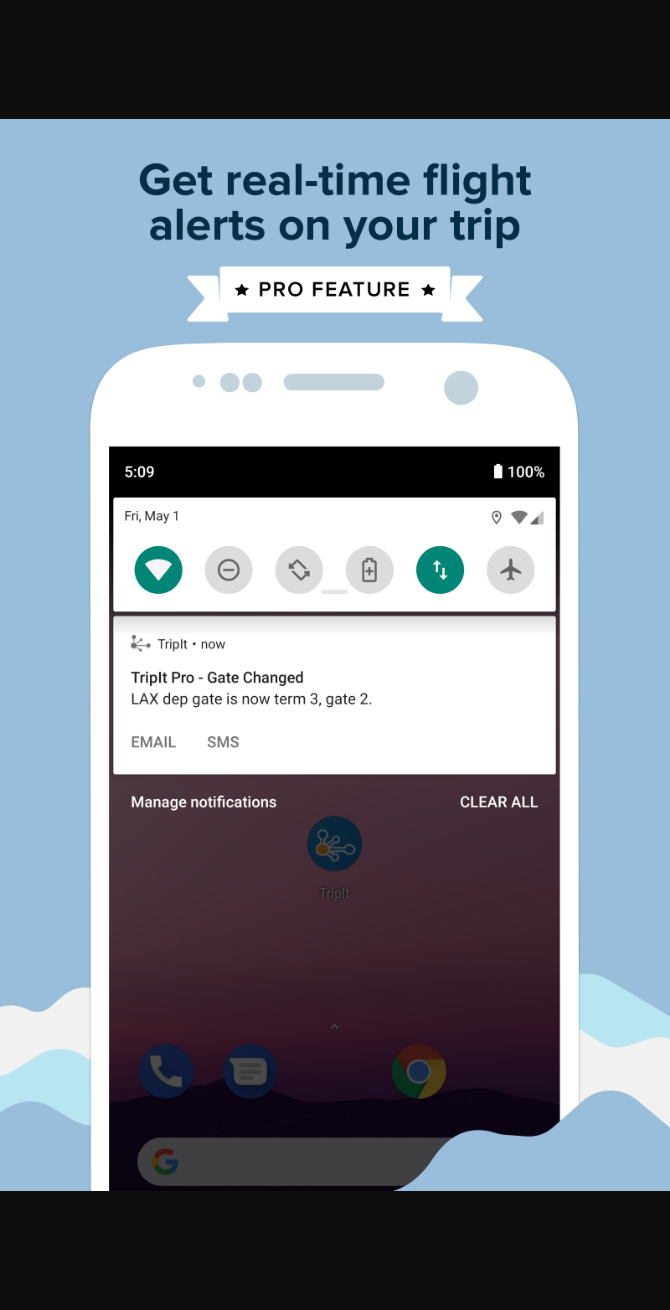 Get real-time flight
alerts on your trip
★ PRO FEATURE ★
5:09
100%
Fri, May 1
TripIt • now
TripIt Pro - Gate Changed
LAX dep gate is now term 3, gate 2.
EMAIL SMS
Manage notifications CLEAR ALL
TripIt